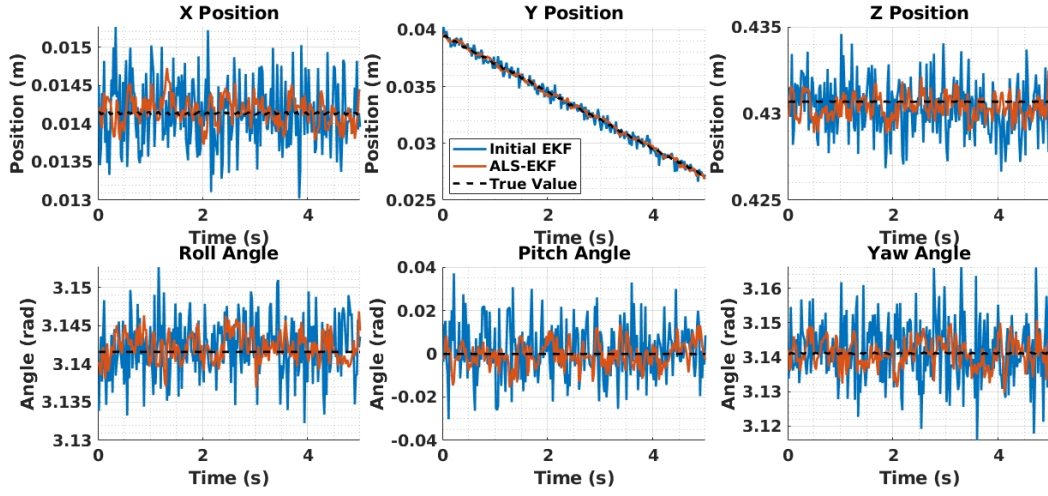 X Position
Position (m)
0.015
0.0145
0.014
0.0135
0.013
0
2
4
Time (s)
Y Position
Position (m)
0.04
0.035
0.03
0.025
0
2
4
Time (s)
Initial EKF
ALS-EKF
True Value
Z Position
Position (m)
0.435
0.43
0.425
0
2
4
Time (s)
Roll Angle
Angle (rad)
3.15
3.145
3.14
3.135
3.13
0
2
4
Time (s)
Pitch Angle
Angle (rad)
0.04
0.02
0
-0.02
-0.04
0
2
4
Time (s)
Yaw Angle
Angle (rad)
3.16
3.15
3.14
3.13
3.12
0
2
4
Time (s)